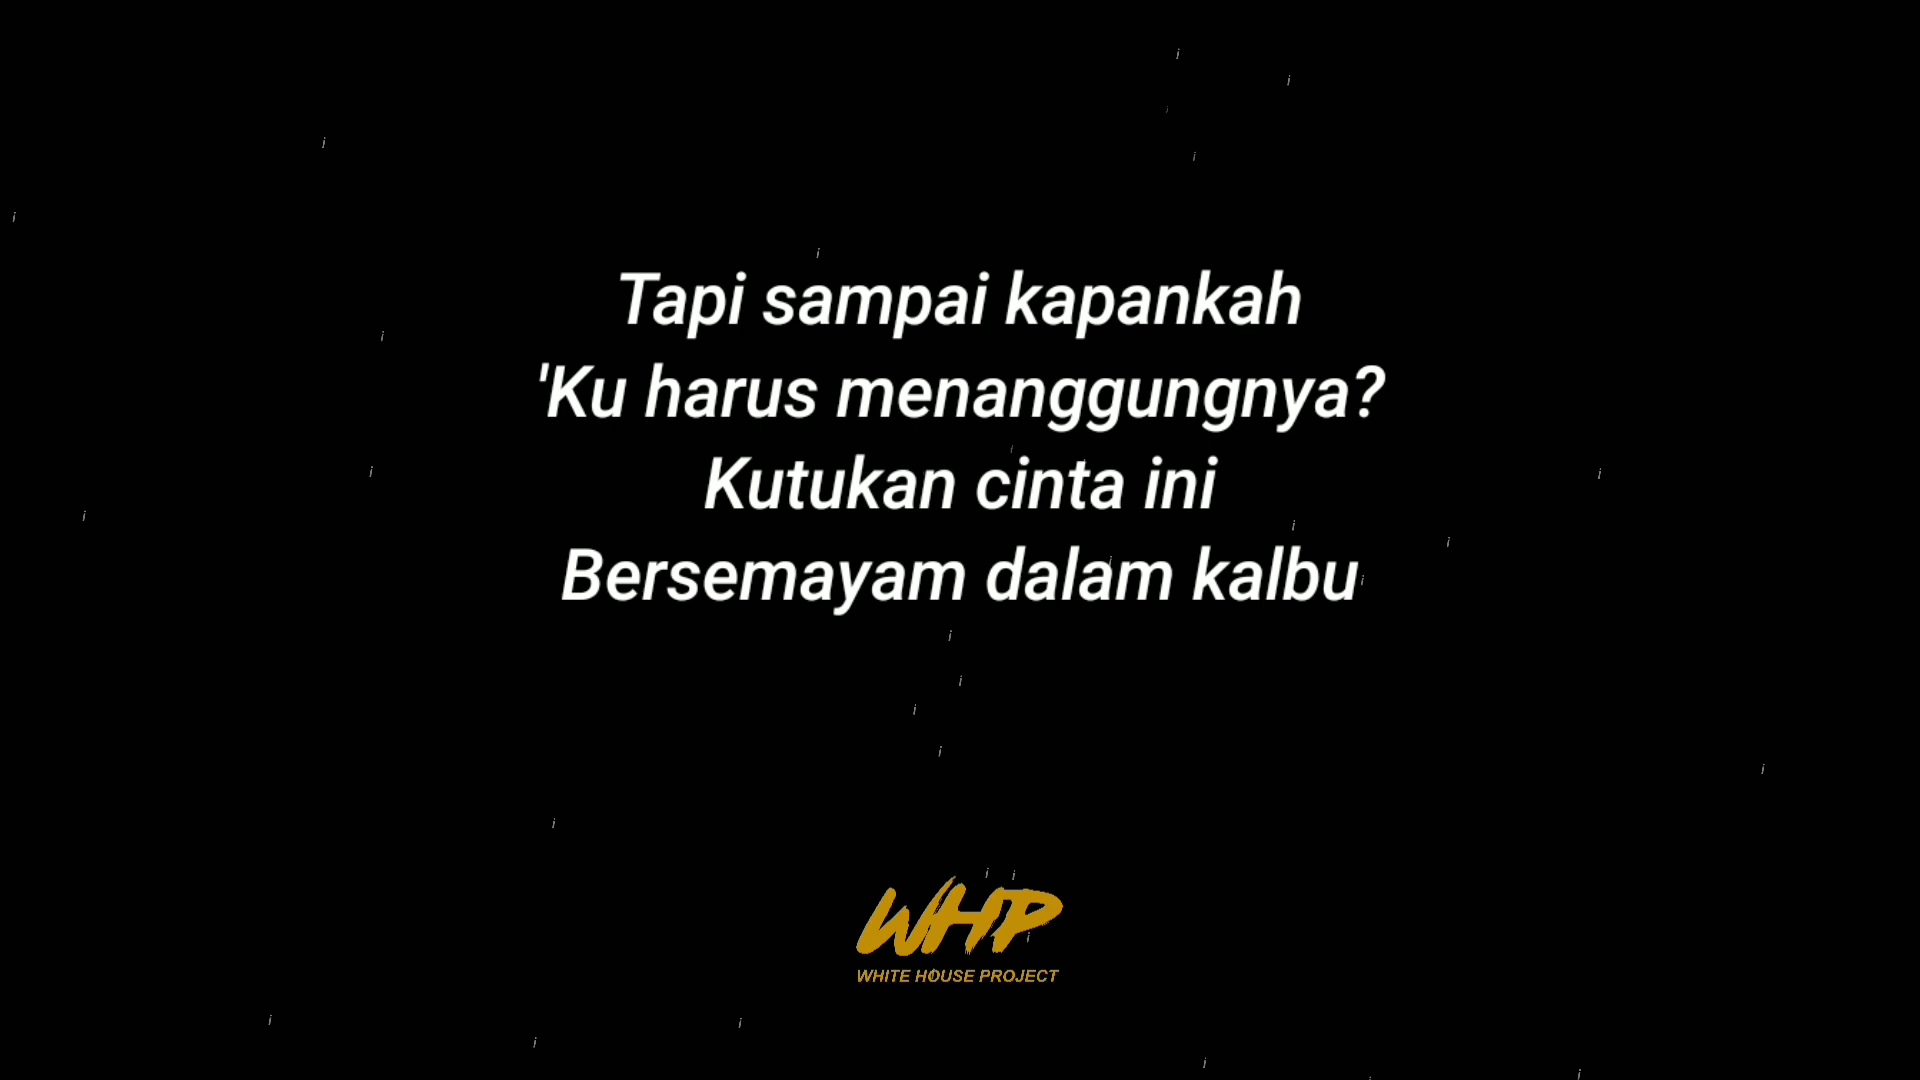 Tapi sampai kapankah
'Ku harus menanggungnya?
Kutukan cinta ini
Bersemayam dalam kalbu
WHP
WHITE HOUSE PROJECT